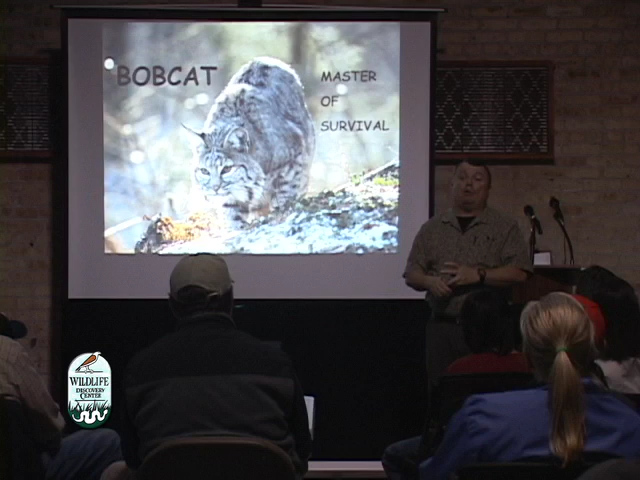 BOBCAT
MASTER
OF
SURVIVAL
WILDLIFE
DISCOVERY
CENTER